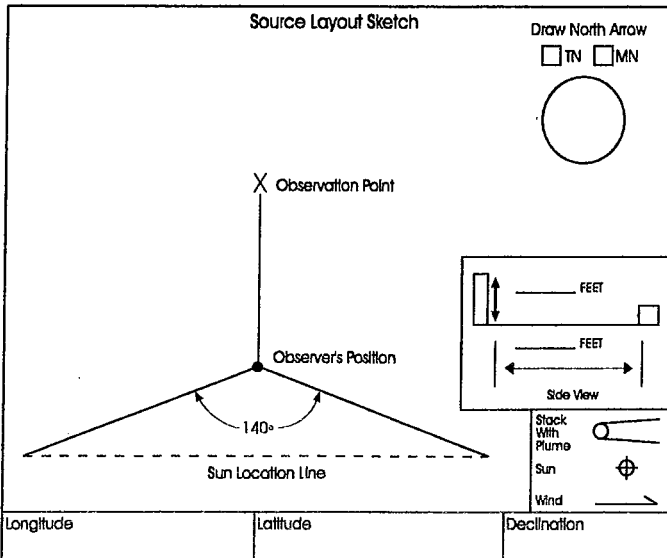 Source Layout Sketch
Draw North Arrow
TN MN
X Observation Point
FEET
Observer's Position
FEET
140°
Side View
Sun Location Line
Stack
With
Plume
Sun
Wind
Longitude Latitude Declination